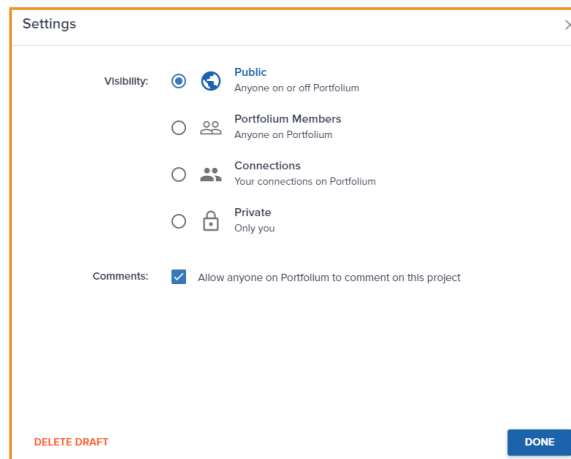 Settings
Visibility:
Public
Anyone on or off Portfolium
Portfolium Members
Anyone on Portfolium
Connections
Your connections on Portfolium
Private
Only you
Comments:
Allow anyone on Portfolium to comment on this project
DELETE DRAFT
DONE